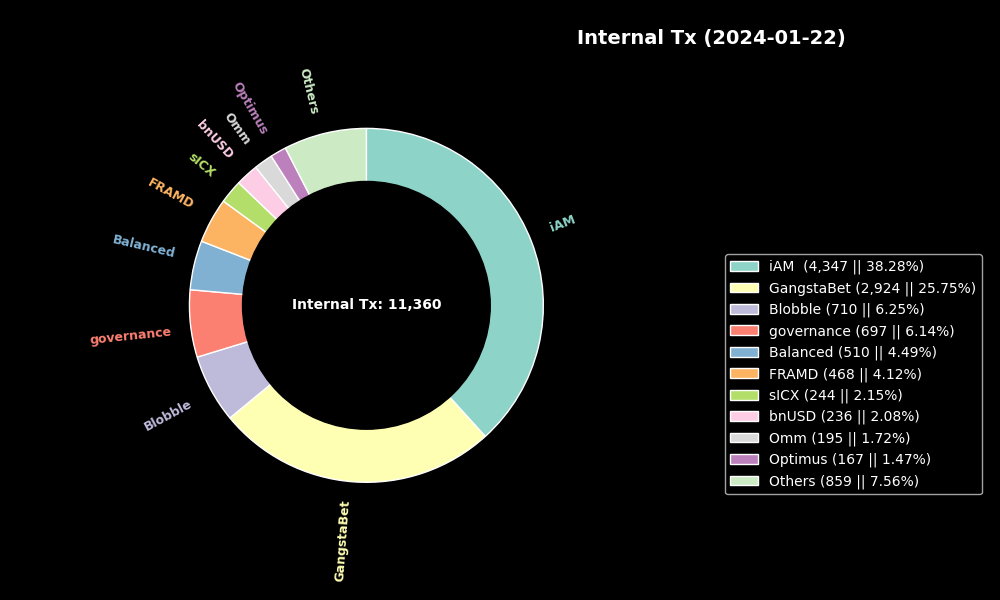 Internal Tx (2024-01-22)
Others
Optimus
Omm
bnUSD
sICX
FRAMD
iAM
Balanced
Internal Tx: 11,360
governance
Blobble
GangstaBet
iAM  (4,347 || 38.28%)
GangstaBet (2,924 || 25.75%)
Blobble (710 || 6.25%)
governance (697 || 6.14%)
Balanced (510 || 4.49%)
FRAMD (468 || 4.12%)
sICX (244 || 2.15%)
bnUSD (236 || 2.08%)
Omm (195 || 1.72%)
Optimus (167 || 1.47%)
Others (859 || 7.56%)